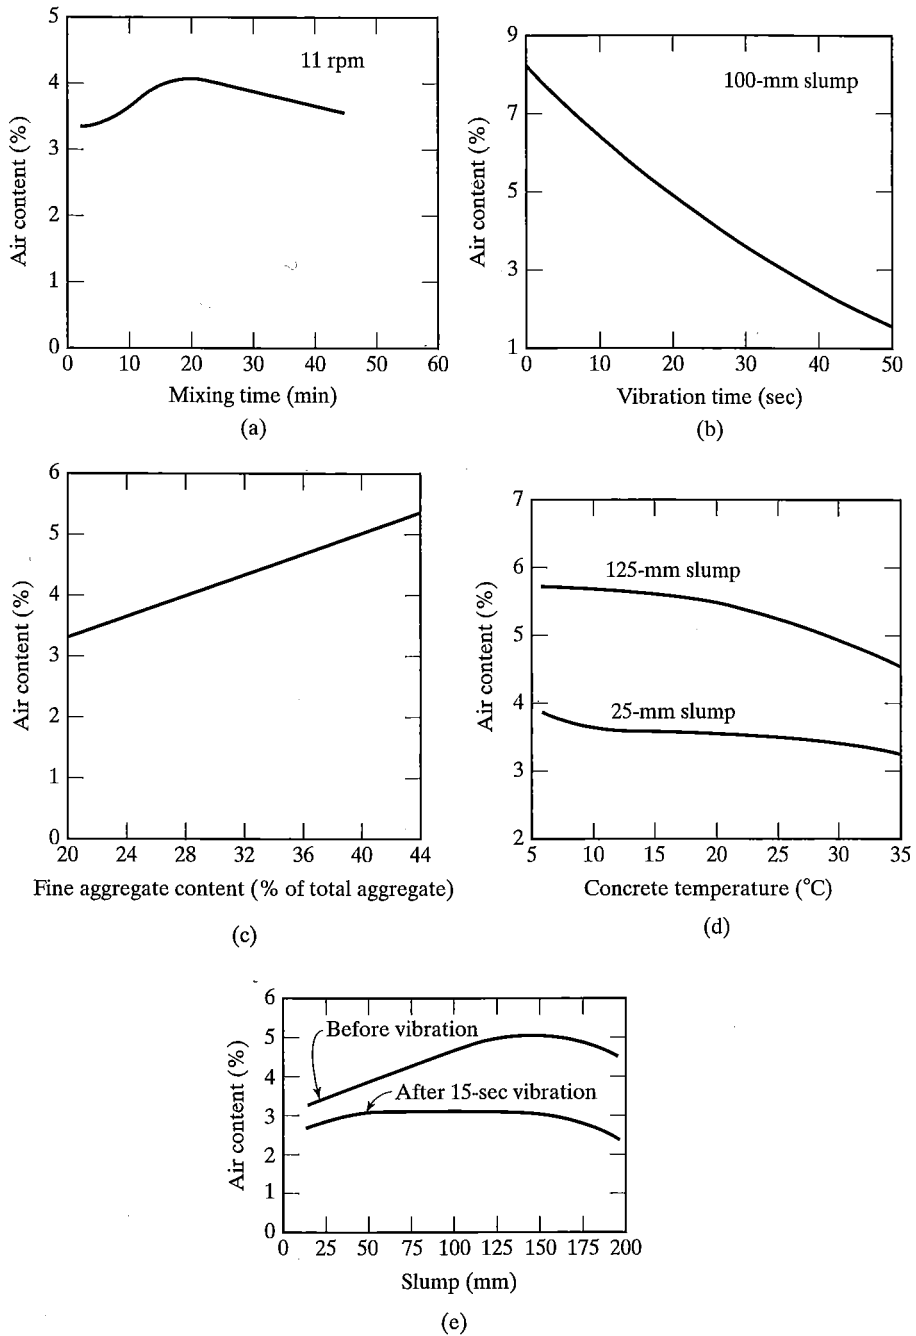 5
4
3
2
1
0
Air content (%)
11 rpm
0 10 20 30 40 50 60
Mixing time (min)
(a)
9
7
5
3
1
Air content (%)
100-mm slump
0 10 20 30 40 50
Vibration time (sec)
(b)
6
5
4
3
2
1
0
Air content (%)
20 24 28 32 36 40 44
Fine aggregate content (% of total aggregate)
(c)
7
6
5
4
3
2
Air content (%)
125-mm slump
25-mm slump
5 10 15 20 25 30 35
Concrete temperature (°C)
(d)
6
5
4
3
2
1
0
Air content (%)
Before vibration
After 15-sec vibration
0 25 50 75 100 125 150 175 200
Slump (mm)
(e)